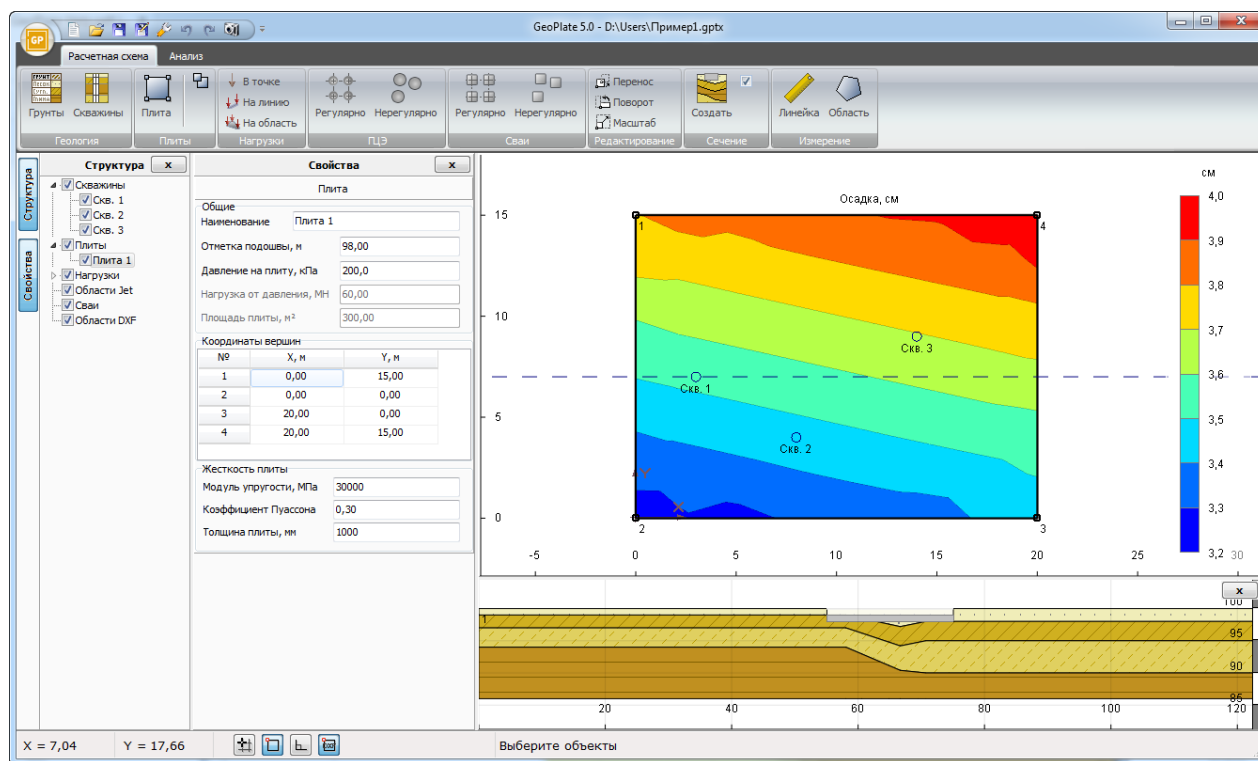 GeoPlate 5.0 - D:\Users\Пример1.gptx
GP
Расчетная схема Анализ
Грунты Скважины Плита
В точке
На линию
На область
Регулярно Нерегулярно
Регулярно Нерегулярно
Перенос
Поворот
Масштаб
Создать
Линейка Область
Геология Плиты Нагрузки ПЦЭ Сваи Редактирование Сечение Измерение
Структура
Свойства
Структура x
Скважины
Скв. 1
Скв. 2
Скв. 3
Плиты
Плита 1
Нагрузки
Области Jet
Сваи
Области DXF
Свойства x
Плита
Общие
Наименование Плита 1
Отметка подошвы, м 98,00
Давление на плиту, кПа 200,0
Нагрузка от давления, МН 60,00
Площадь плиты, м² 300,00
Координаты вершин
№ X, м Y, м
1 0,00 15,00
2 0,00 0,00
3 20,00 0,00
4 20,00 15,00
Жесткость плиты
Модуль упругости, МПа 30000
Коэффициент Пуассона 0,30
Толщина плиты, мм 1000
Осадка, см
15
10
5
0
1
4
Скв. 3
Скв. 1
Скв. 2
Y
X
2
3
-5 0 5 10 15 20 25 30
см
4,0
3,9
3,8
3,7
3,6
3,5
3,4
3,3
3,2
x
1
100
95
90
85
20 40 60 80 100 120
X = 7,04 Y = 17,66
Выберите объекты